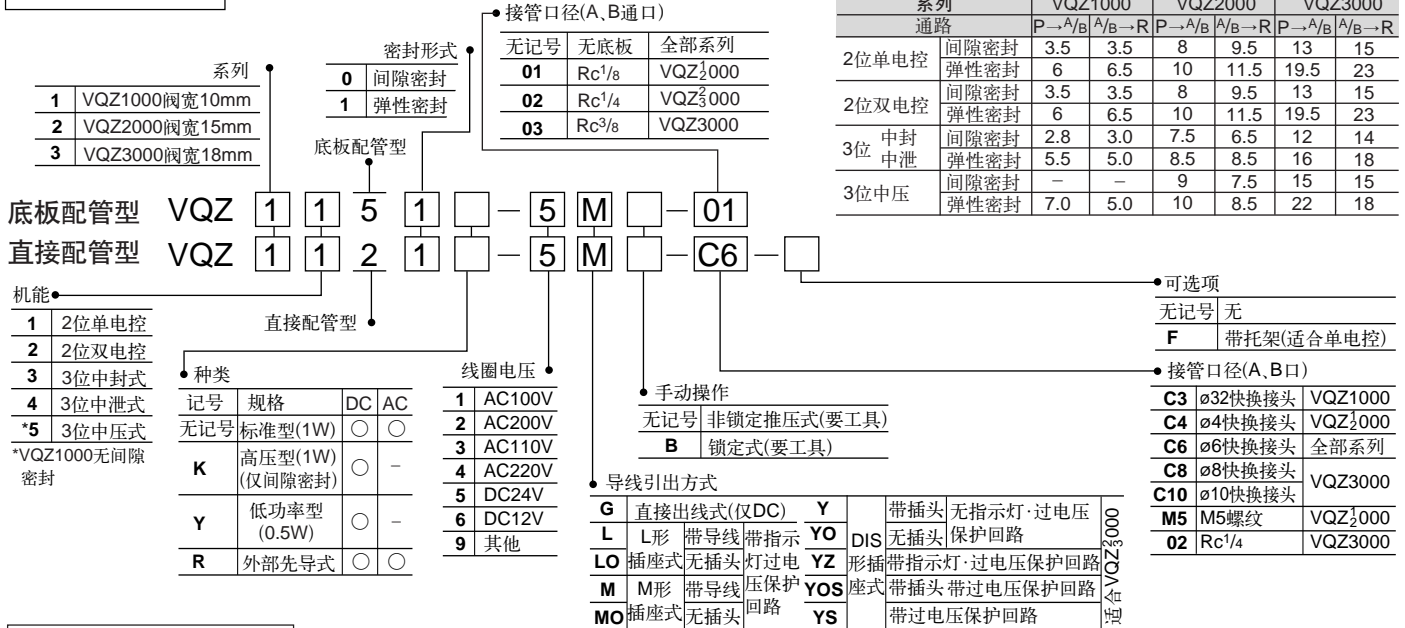 接管口径(A、B通口)
无记号 无底板 全部系列
01 Rc1/8 VQZ½000
02 Rc1/4 VQZ⅔000
03 Rc3/8 VQZ3000
密封形式
0 间隙密封
1 弹性密封
系列
1 VQZ1000阀宽10mm
2 VQZ2000阀宽15mm
3 VQZ3000阀宽18mm
底板配管型
系列 VQZ1000 VQZ2000 VQZ3000
通路 P→A/B A/B→R P→A/B A/B→R P→A/B A/B→R
2位单电控 间隙密封 3.5 3.5 8 9.5 13 15
弹性密封 6 6.5 10 11.5 19.5 23
2位双电控 间隙密封 3.5 3.5 8 9.5 13 15
弹性密封 6 6.5 10 11.5 19.5 23
3位 中封 中泄 间隙密封 2.8 3.0 7.5 6.5 12 14
弹性密封 5.5 5.0 8.5 8.5 16 18
3位中压 间隙密封 – – 9 7.5 15 15
弹性密封 7.0 5.0 10 8.5 22 18
底板配管型 VQZ 1 1 5 1 □ – 5 M □ – 01
直接配管型 VQZ 1 1 2 1 □ – 5 M □ – C6 – □
直接配管型
机能
1 2位单电控
2 2位双电控
3 3位中封式
4 3位中泄式
*5 3位中压式
*VQZ1000无间隙
密封
种类
记号 规格 DC AC
无记号 标准型(1W) ○ ○
K 高压型(1W) ○ –
(仅间隙密封)
Y 低功率型 ○ –
(0.5W)
R 外部先导式 ○ ○
线圈电压
1 AC100V
2 AC200V
3 AC110V
4 AC220V
5 DC24V
6 DC12V
9 其他
手动操作
无记号 非锁定推压式(要工具)
B 锁定式(要工具)
导线引出方式
G 直接出线式(仅DC)
L L形 带导线 带指示
LO 插座式 无插头 灯过电
M M形 带导线 压保护
MO 插座式 无插头 回路
Y 带插头 无指示灯·过电压
YO DIS 无插头 保护回路
YZ 形插 带指示灯·过电压保护回路
YOS 座式 带插头 带过电压保护回路
YS 带过电压保护回路
适合VQZ⅔000
可选项
无记号 无
F 带托架(适合单电控)
接管口径(A、B口)
C3 ø32快换接头 VQZ1000
C4 ø4快换接头 VQZ½000
C6 ø6快换接头 全部系列
C8 ø8快换接头 VQZ3000
C10 ø10快换接头
M5 M5螺纹 VQZ½000
02 Rc1/4 VQZ3000